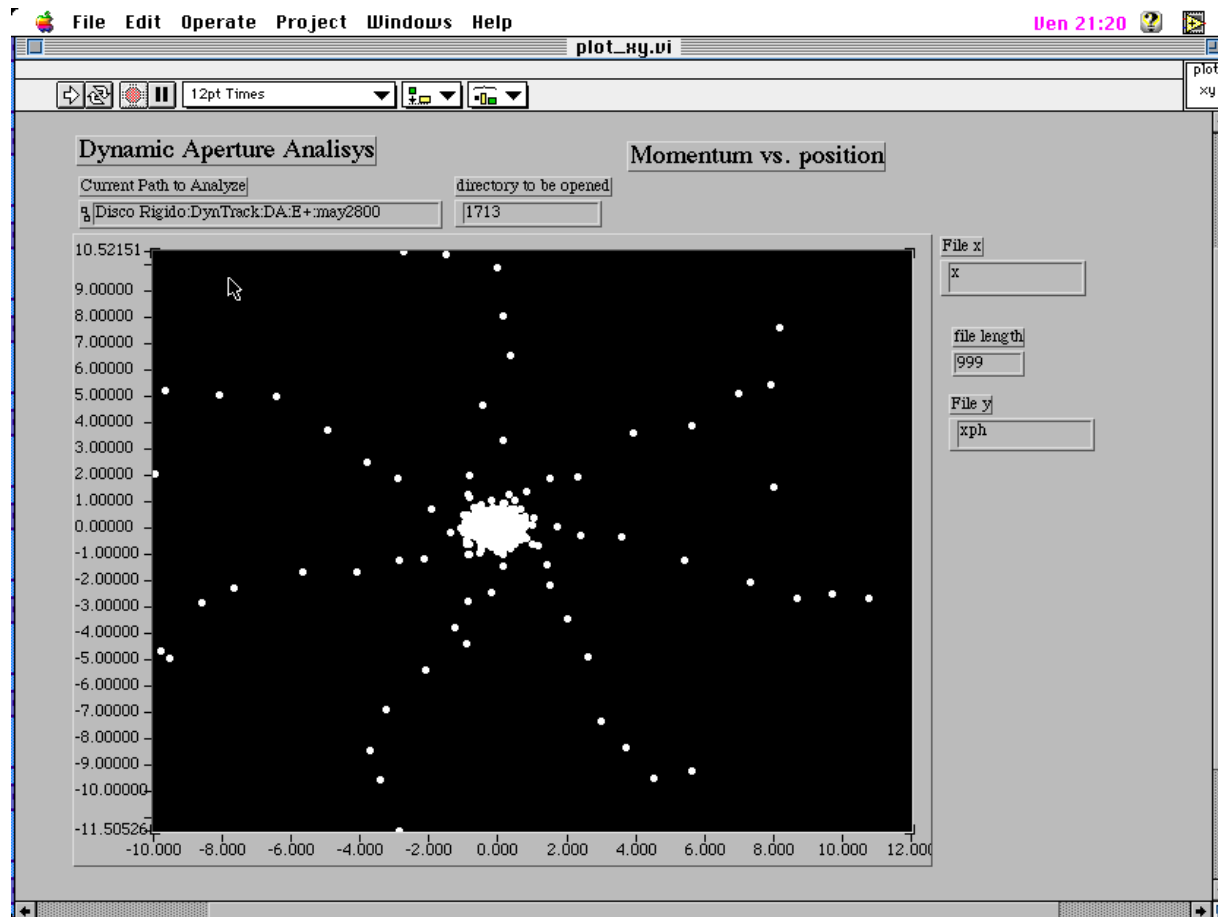 File Edit Operate Project Windows Help Ven 21:20
plot_xy.vi
plot
xy
12pt Times
Dynamic Aperture Analisys
Momentum vs. position
Current Path to Analyze
directory to be opened
Disco Rigido:DynTrack:DA:E+:may2800
1713
File x
x
file length
999
File y
xph
10.52151
9.00000
8.00000
7.00000
6.00000
5.00000
4.00000
3.00000
2.00000
1.00000
0.00000
-1.00000
-2.00000
-3.00000
-4.00000
-5.00000
-6.00000
-7.00000
-8.00000
-9.00000
-10.00000
-11.50526
-10.000 -8.000 -6.000 -4.000 -2.000 0.000 2.000 4.000 6.000 8.000 10.000 12.000